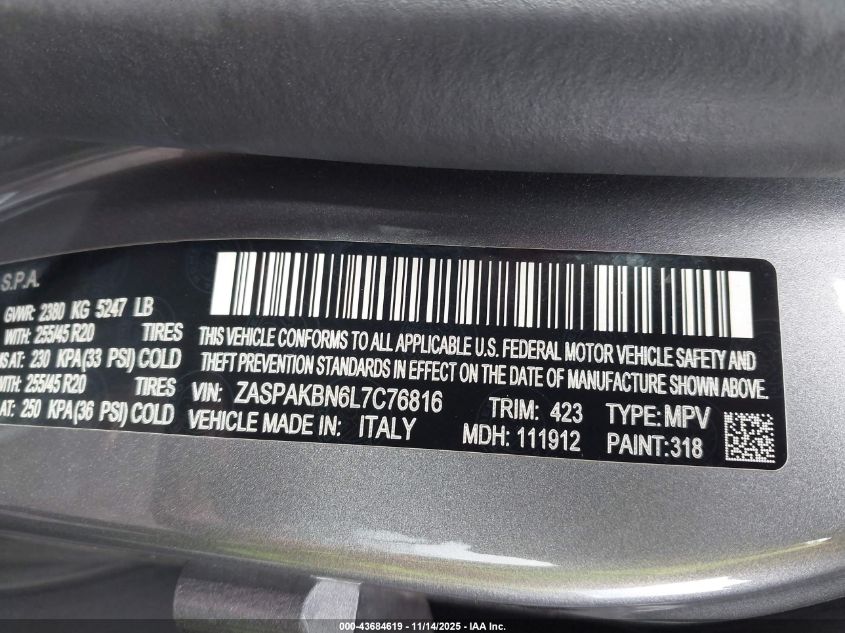 S.P.A.
GVWR: 2380 KG 5247 LB
WITH: 255/45 R20 TIRES
AT: 230 KPA(33 PSI) COLD
WITH: 255/45 R20 TIRES
AT: 250 KPA(36 PSI) COLD
THIS VEHICLE CONFORMS TO ALL APPLICABLE U.S. FEDERAL MOTOR VEHICLE SAFETY AND
THEFT PREVENTION STANDARDS IN EFFECT ON THE DATE OF MANUFACTURE SHOWN ABOVE.
VIN: ZASPAKBN6L7C76816 TRIM: 423 TYPE: MPV
VEHICLE MADE IN: ITALY MDH: 111912 PAINT:318
000-43684619 - 11/14/2025 - IAA Inc.